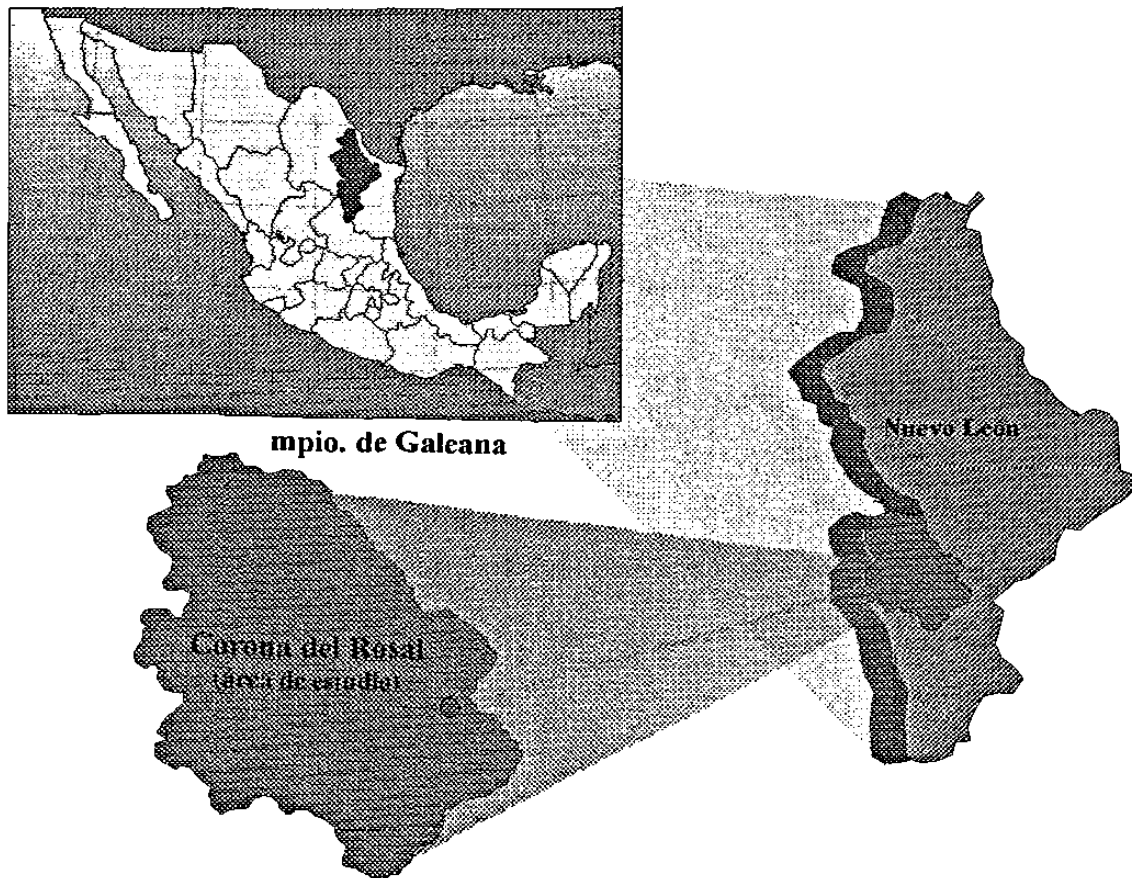 mpio. de Galeana
Nuevo León
Corona del Rosal
(área de estudio)